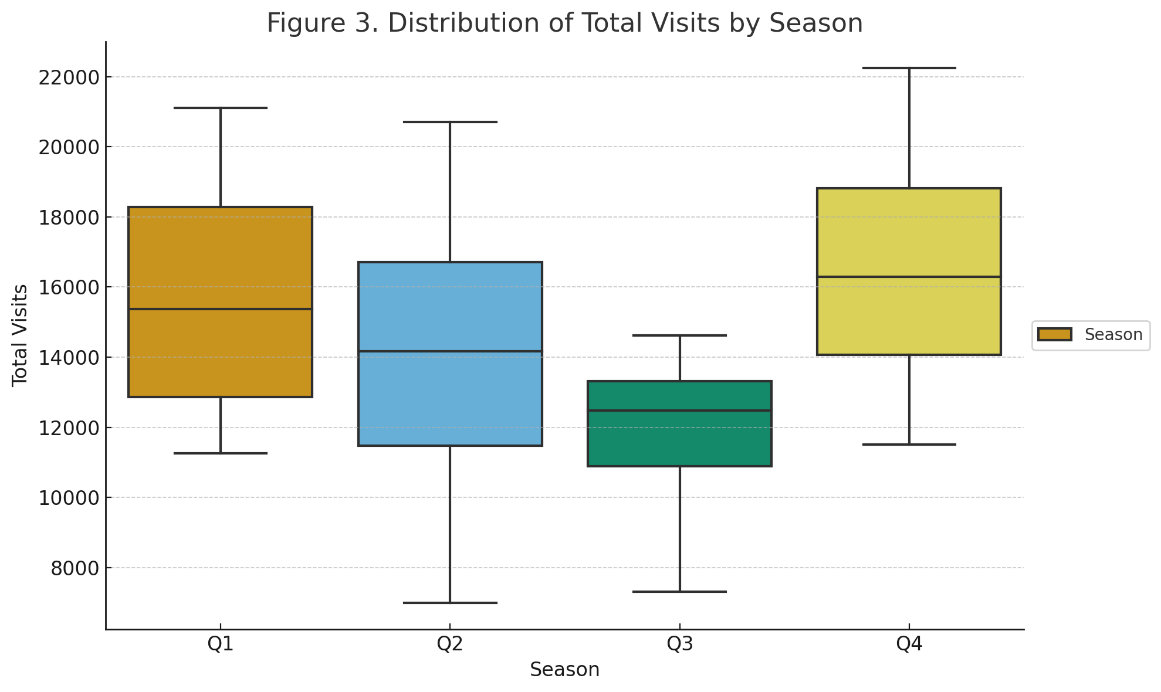 Figure 3. Distribution of Total Visits by Season
22000
20000
18000
16000
14000
12000
10000
8000
Total Visits
Q1 Q2 Q3 Q4
Season
Season